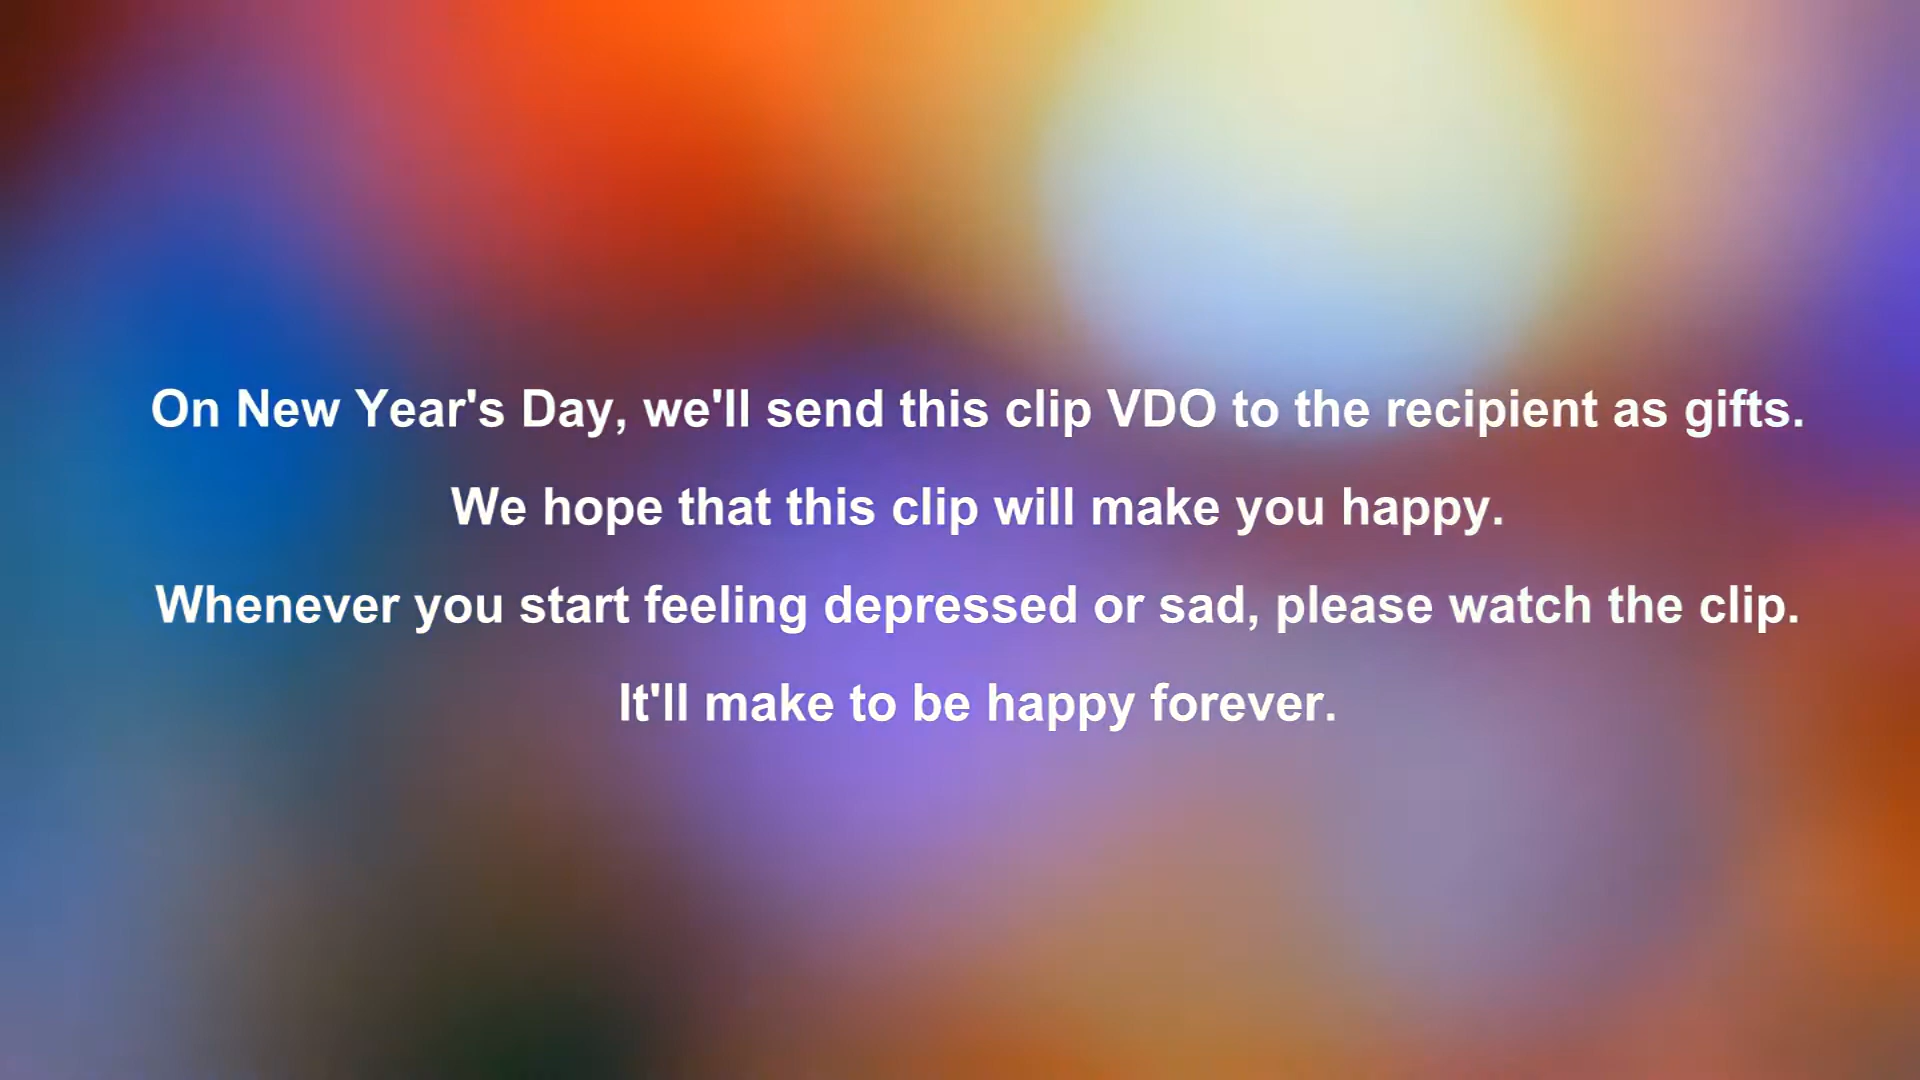 On New Year's Day, we'll send this clip VDO to the recipient as gifts.
We hope that this clip will make you happy.
Whenever you start feeling depressed or sad, please watch the clip.
It'll make to be happy forever.